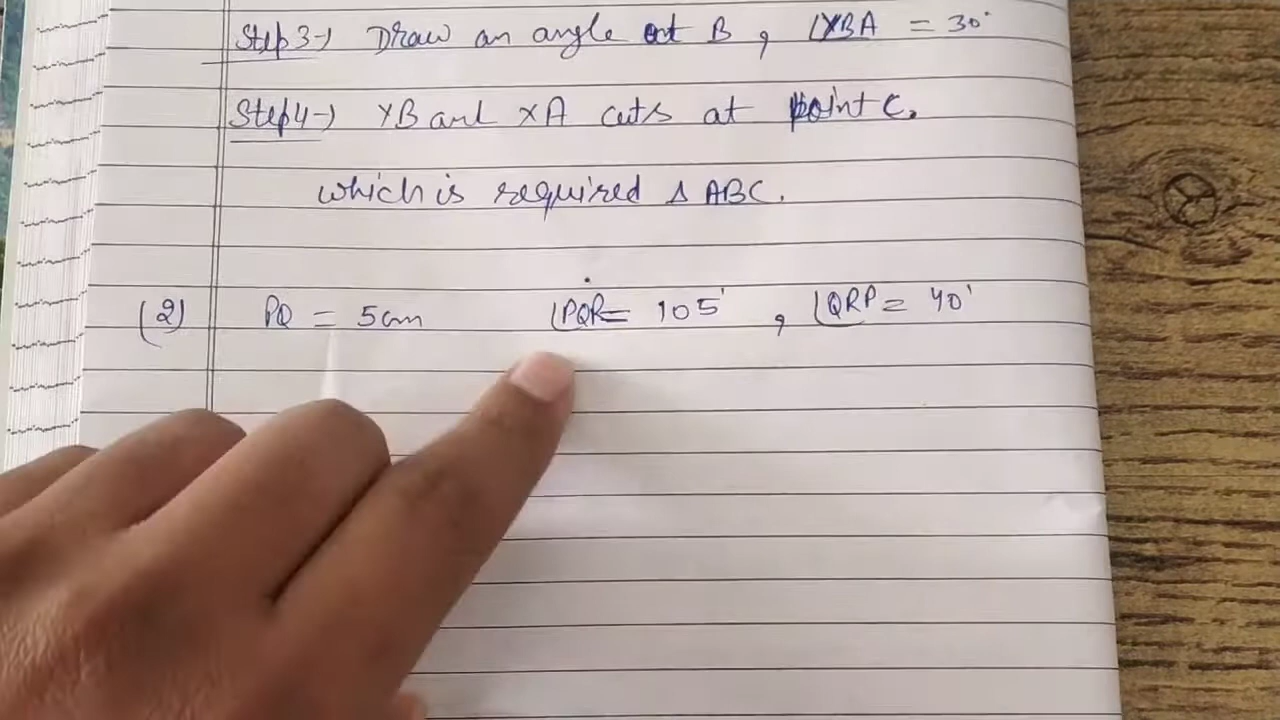 Step3→ Draw an angle at B, ∠XBA = 30°
Step4→ YB and XA cuts at point C.
which is required Δ ABC.
(2) PQ = 5cm ∠PQR = 105° , ∠QRP = 40°